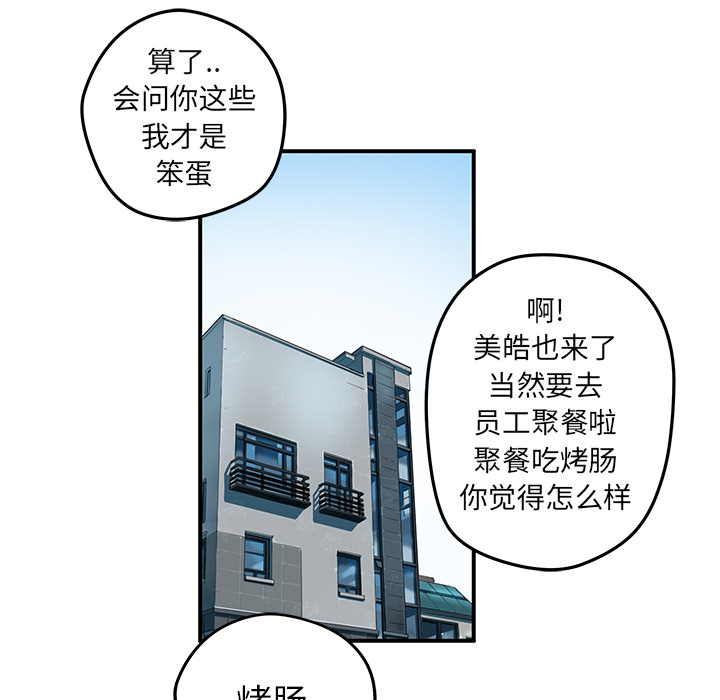 算了..
会问你这些
我才是
笨蛋
啊!
美皓也来了
当然要去
员工聚餐啦
聚餐吃烤肠
你觉得怎么样
烤肠